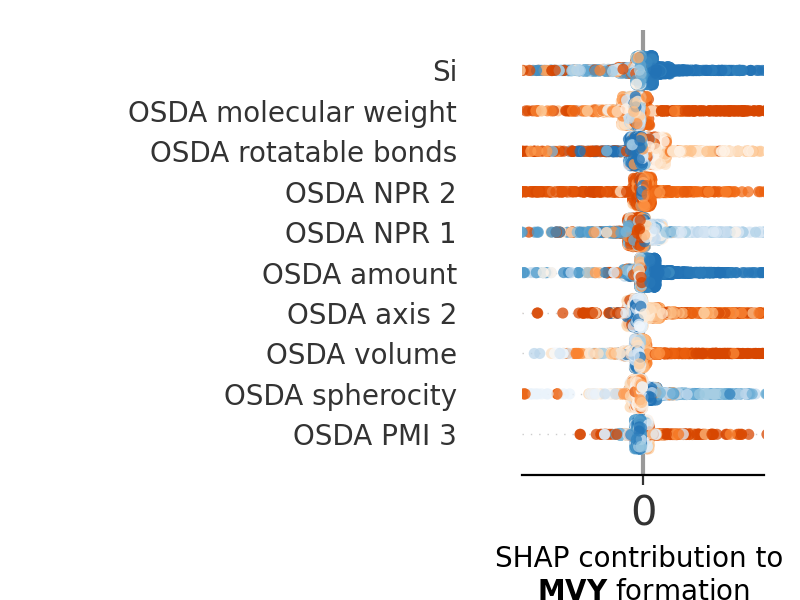 Si
OSDA molecular weight
OSDA rotatable bonds
OSDA NPR 2
OSDA NPR 1
OSDA amount
OSDA axis 2
OSDA volume
OSDA spherocity
OSDA PMI 3
0
SHAP contribution to
MVY formation